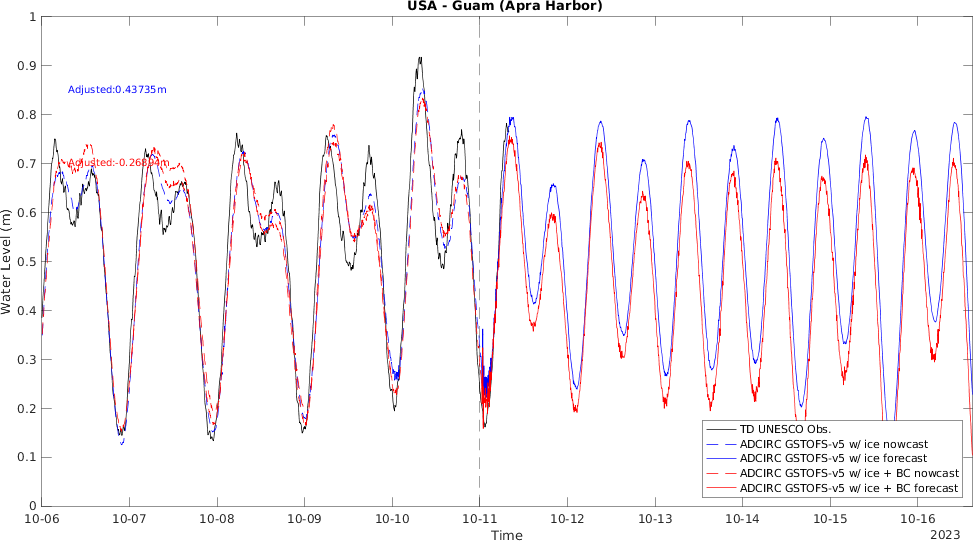 USA - Guam (Apra Harbor)
1
0.9
0.8
0.7
0.6
0.5
0.4
0.3
0.2
0.1
0
Water Level (m)
Adjusted:0.43735m
TD UNESCO Obs.
ADCIRC GSTOFS-v5 w/ ice nowcast
ADCIRC GSTOFS-v5 w/ ice forecast
ADCIRC GSTOFS-v5 w/ ice + BC nowcast
ADCIRC GSTOFS-v5 w/ ice + BC forecast
10-06 10-07 10-08 10-09 10-10 10-11 10-12 10-13 10-14 10-15 10-16
Time
2023